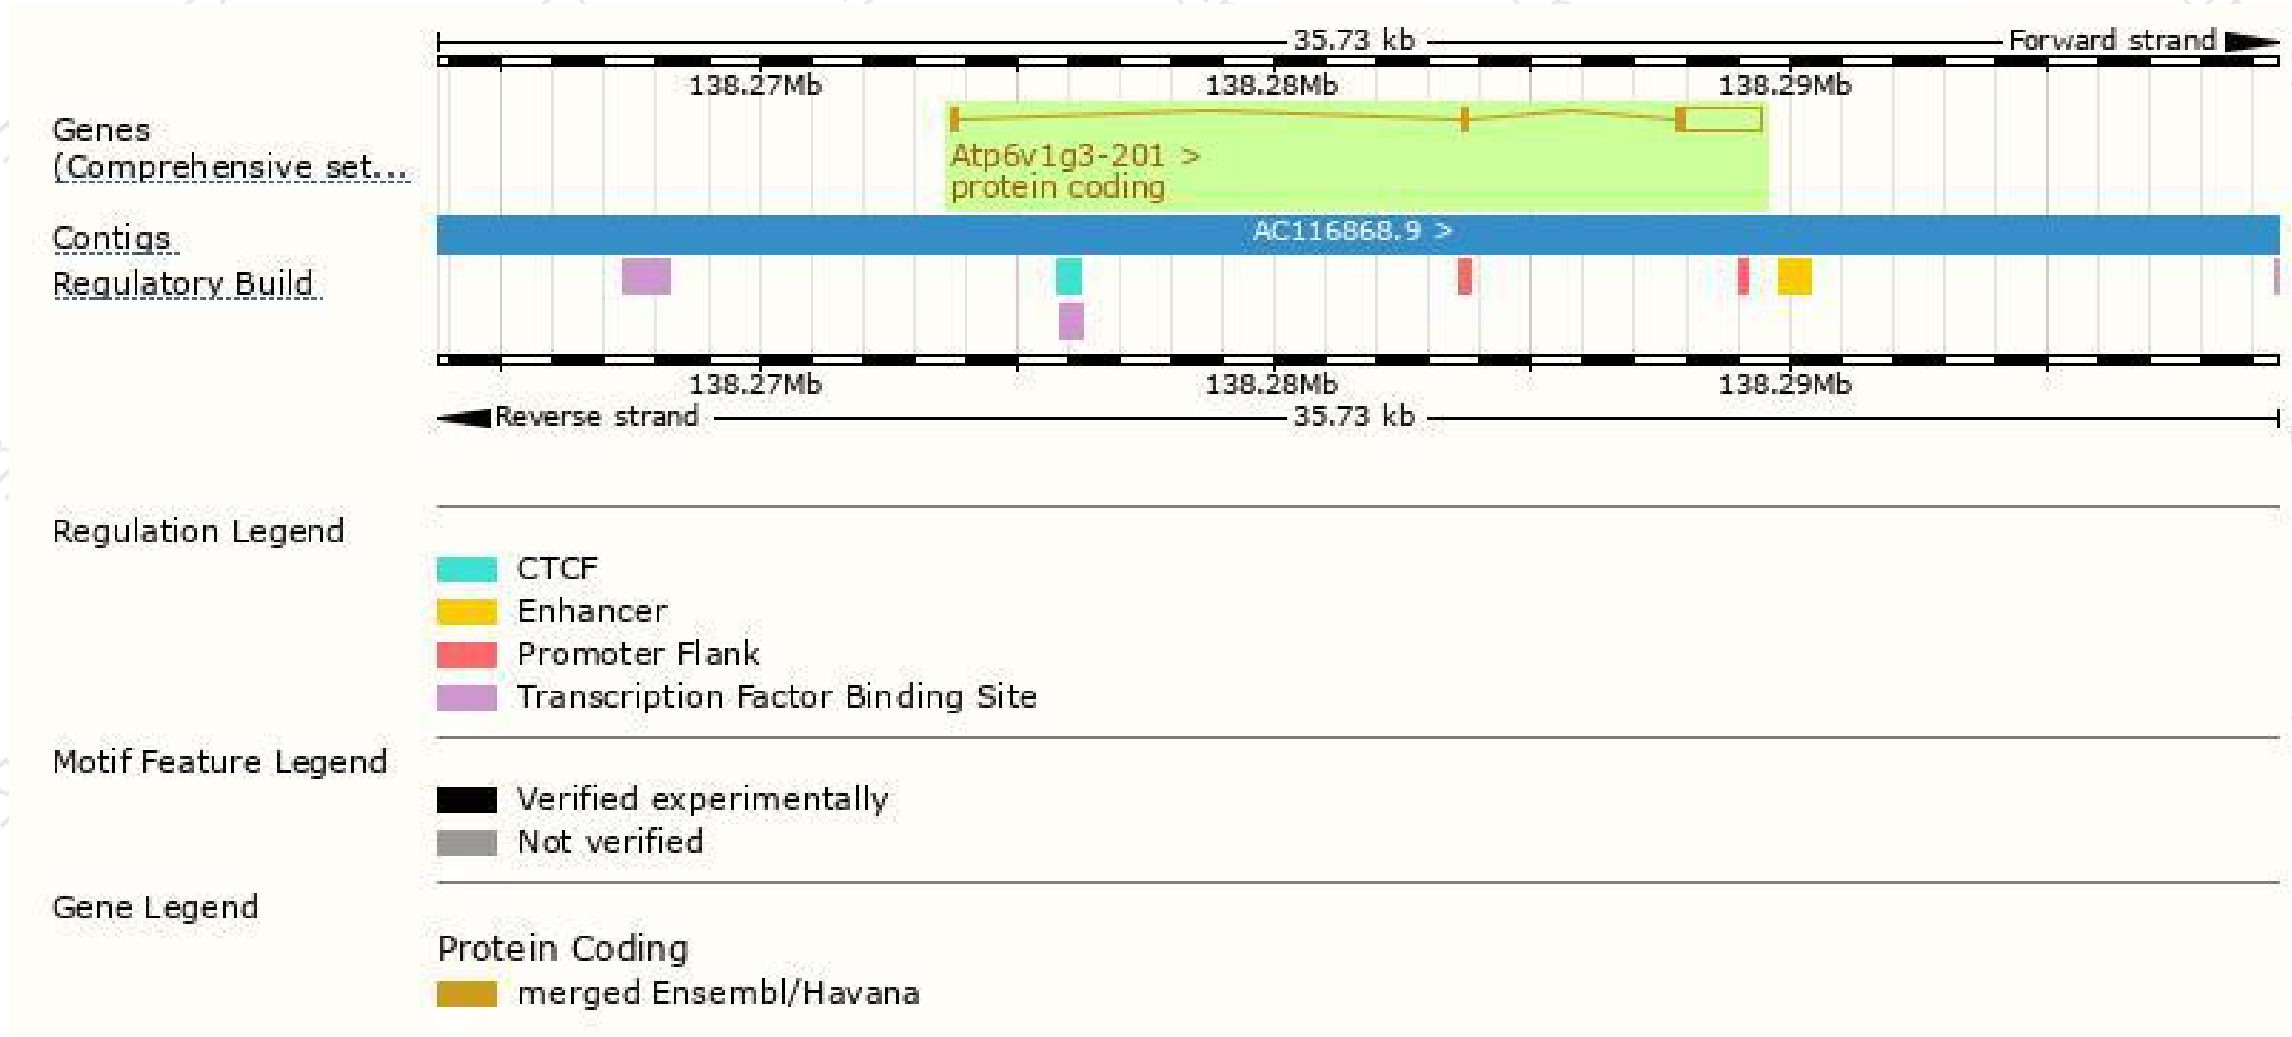 35.73 kb
Forward strand
138.27Mb 138.28Mb 138.29Mb
Genes
(Comprehensive set...
Atp6v1g3-201 >
protein coding
Contigs
AC116868.9 >
Regulatory Build
138.27Mb 138.28Mb 138.29Mb
Reverse strand
35.73 kb
Regulation Legend
CTCF
Enhancer
Promoter Flank
Transcription Factor Binding Site
Motif Feature Legend
Verified experimentally
Not verified
Gene Legend
Protein Coding
merged Ensembl/Havana